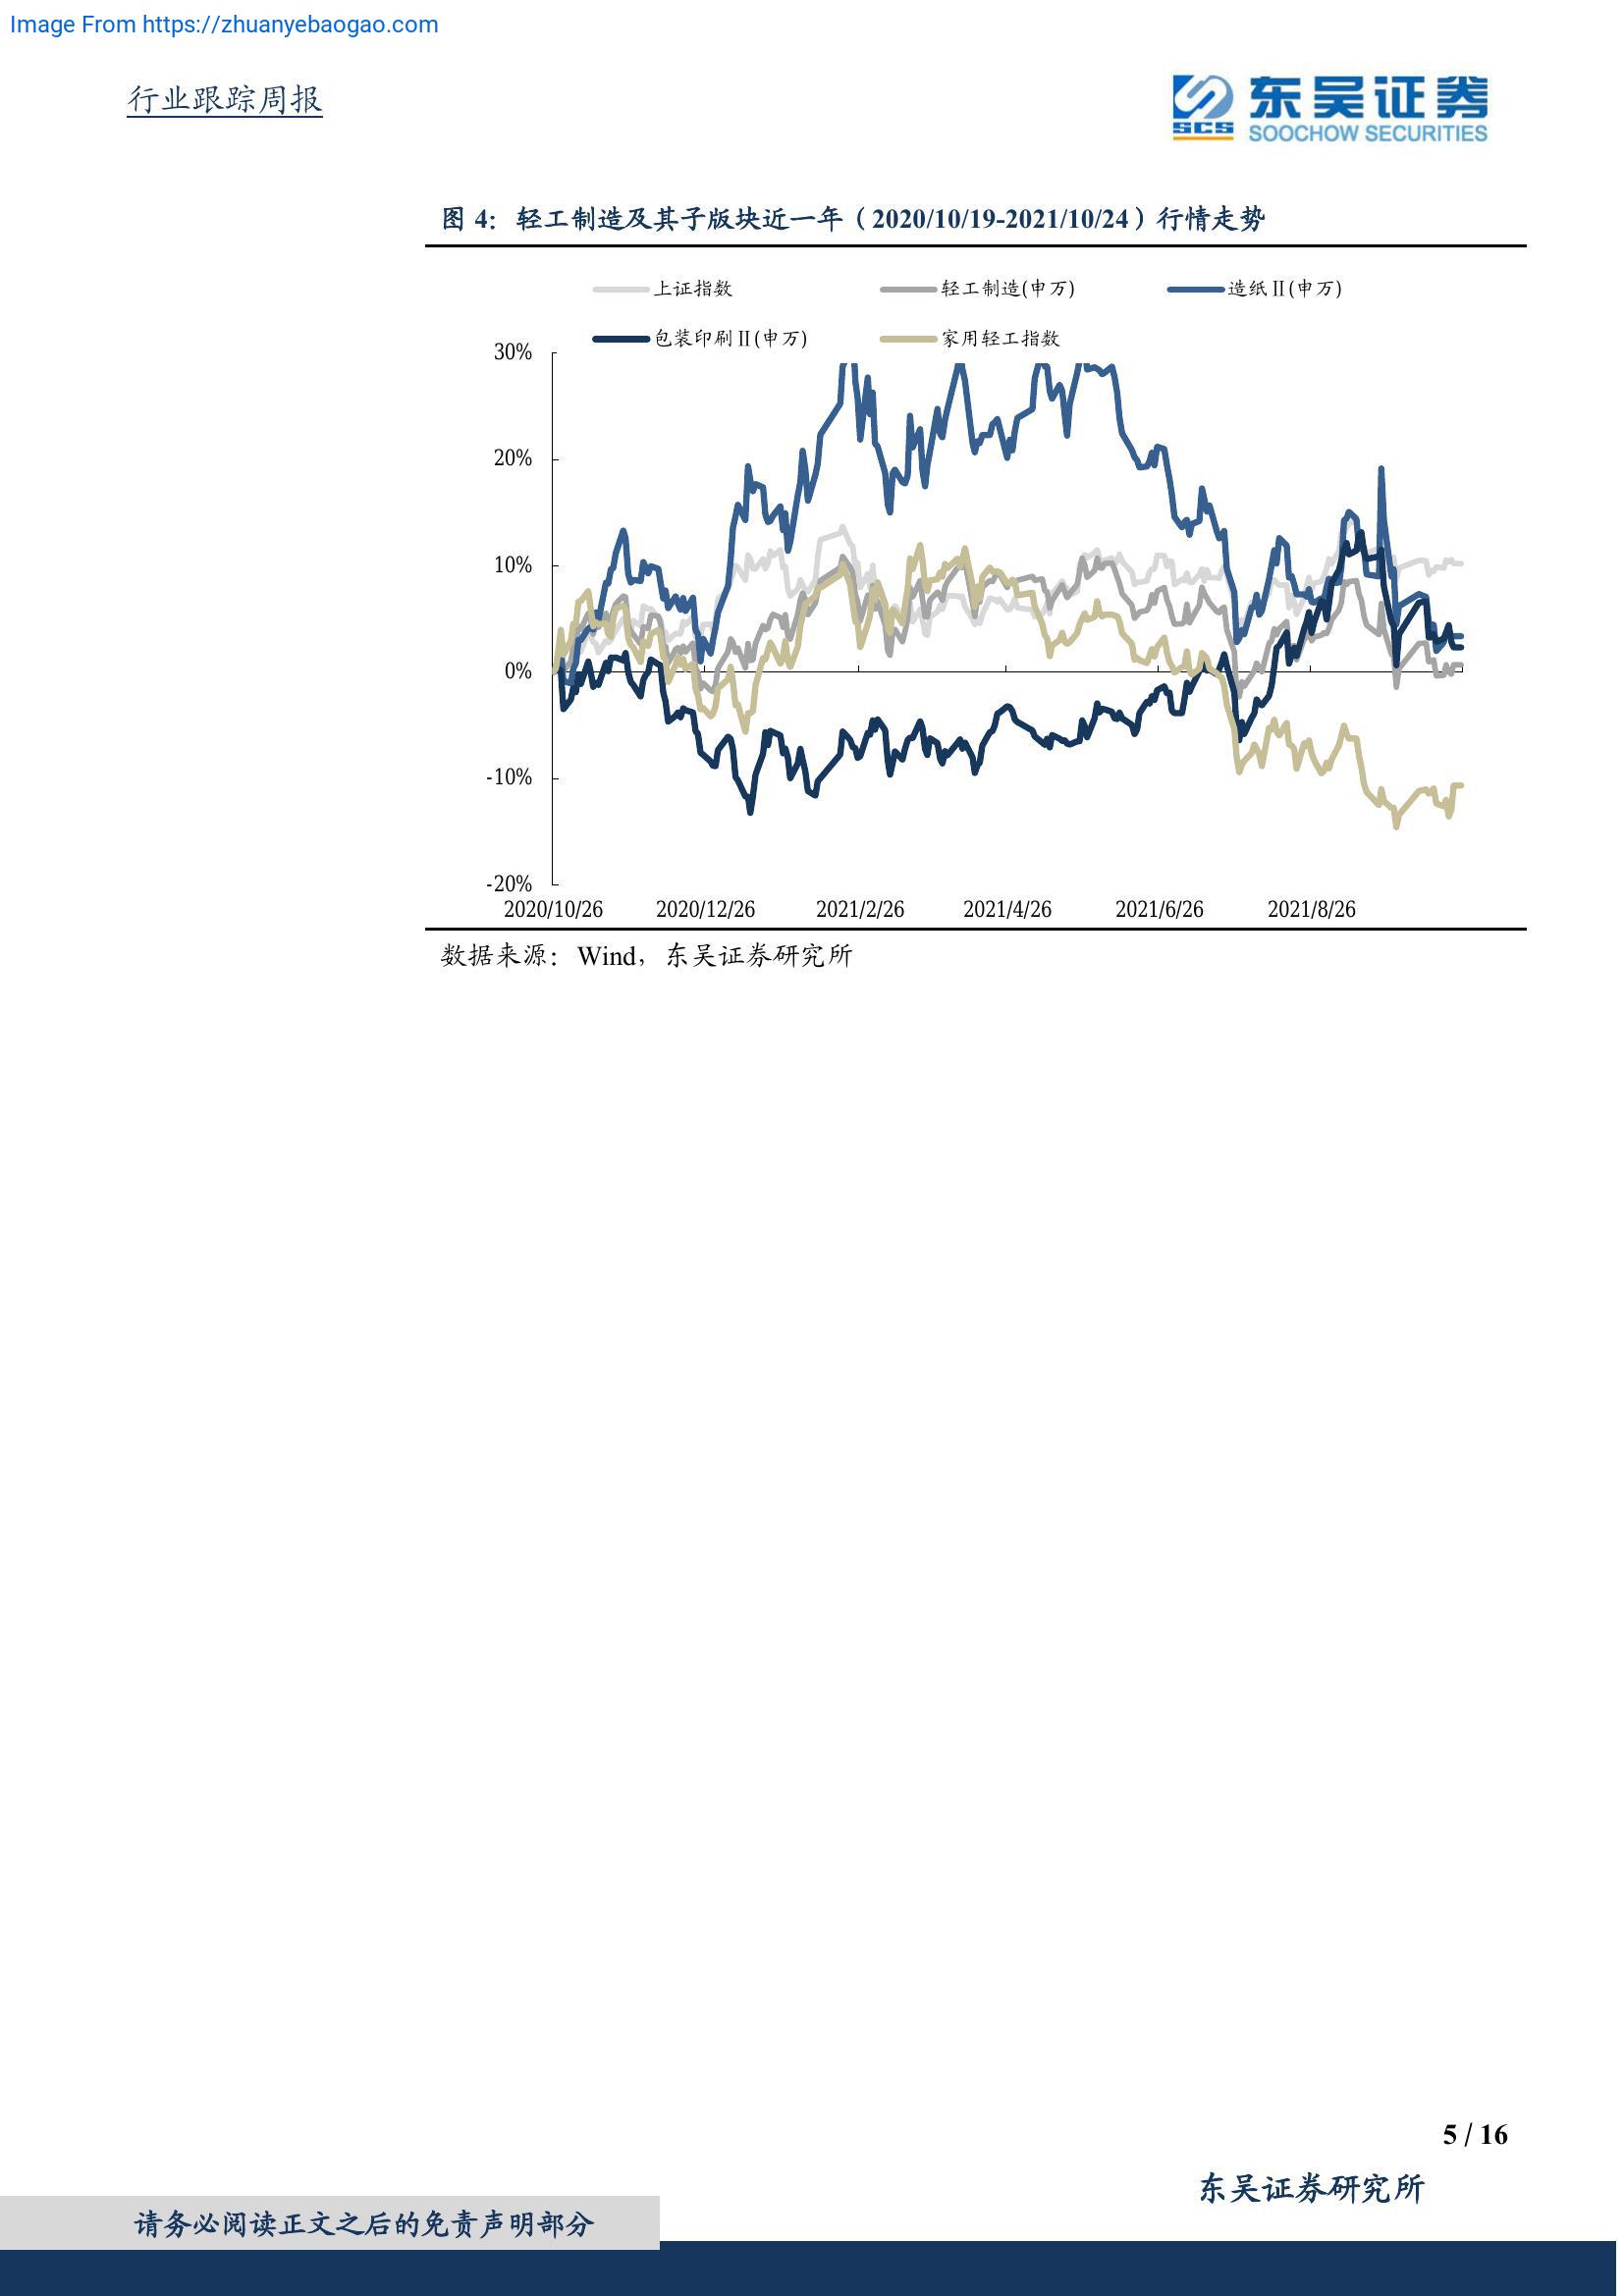 Image From https://zhuanyebaogao.com
行业跟踪周报
SCS
东吴证券
SOOCHOW SECURITIES
图 4：轻工制造及其子版块近一年（2020/10/19-2021/10/24）行情走势
上证指数 轻工制造(申万) 造纸Ⅱ(申万)
包装印刷Ⅱ(申万) 家用轻工指数
30%
20%
10%
0%
-10%
-20%
2020/10/26 2020/12/26 2021/2/26 2021/4/26 2021/6/26 2021/8/26
数据来源：Wind，东吴证券研究所
5 / 16
东吴证券研究所
请务必阅读正文之后的免责声明部分